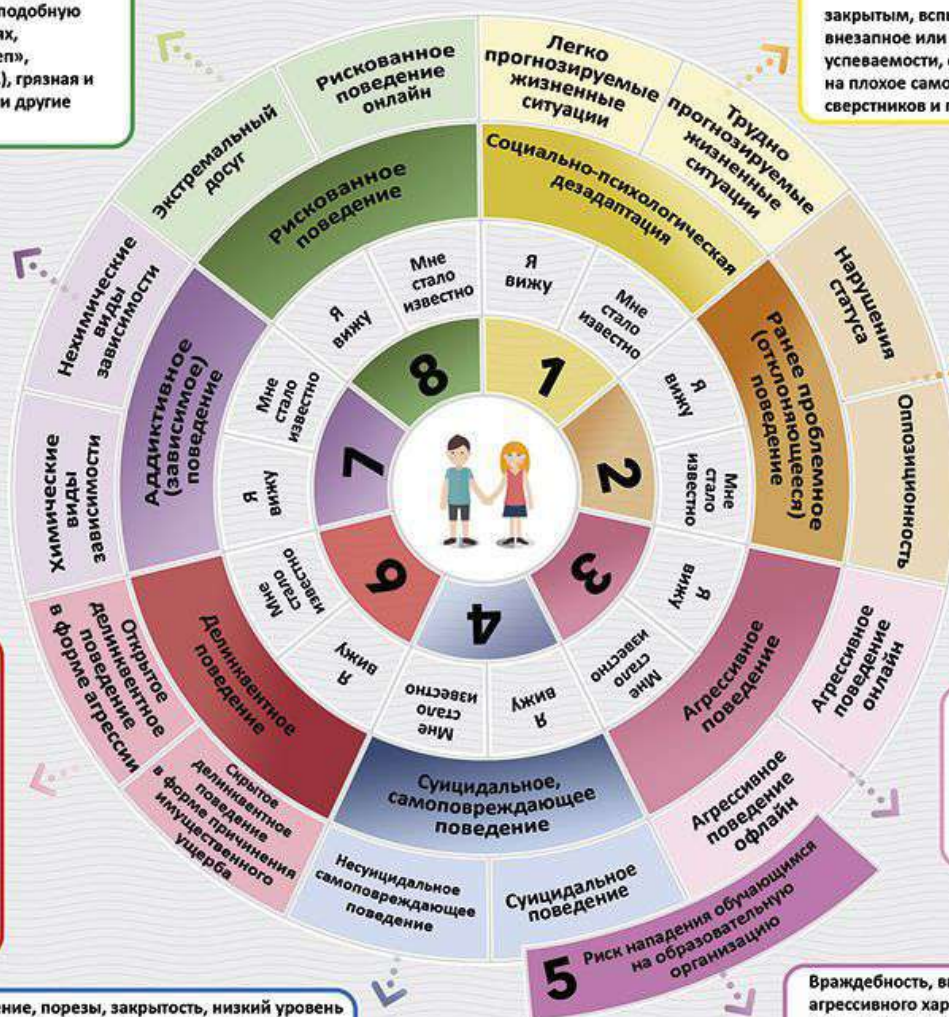 подобную
ях,
еп»,
), грязная и
и другие
закрытым, всп
внезапное или
успеваемости,
на плохое само
сверстников и
Рискованное
поведение
онлайн
Экстремальный
досуг
Рискованное
поведение
Мне
стало
известно
Я
вижу
8
Легко
прогнозируемые
жизненные
ситуации
Трудно
прогнозируемые
жизненные
ситуации
Социально-психологическая
дезадаптация
Я
вижу
Мне
стало
известно
1
Нарушения
статуса
Оппозиционность
Ранее проблемное
(отклоняющееся)
поведение
Я
вижу
Мне
стало
известно
2
Агрессивное
поведение
онлайн
Агрессивное
поведение
офлайн
Агрессивное
поведение
Я
вижу
Мне
стало
известно
3
Суицидальное,
самоповреждающее
поведение
Суицидальное
поведение
Несуицидальное
самоповреждающее
поведение
Я
вижу
Мне
стало
известно
4
5
Риск нападения обучающимся
на образовательную
организацию
Делинквентное
поведение
Скрытое
делинквентное
поведение
в форме причинения
имущественного
ущерба
Открытое
делинквентное
поведение
в форме агрессии
Я
вижу
Мне
стало
известно
6
Аддиктивное
(зависимое)
поведение
Химические
виды
зависимости
Нехимические
виды
зависимости
Я
вижу
Мне
стало
известно
7
ение, порезы, закрытость, низкий уровень
Враждебность, в
агрессивного хар